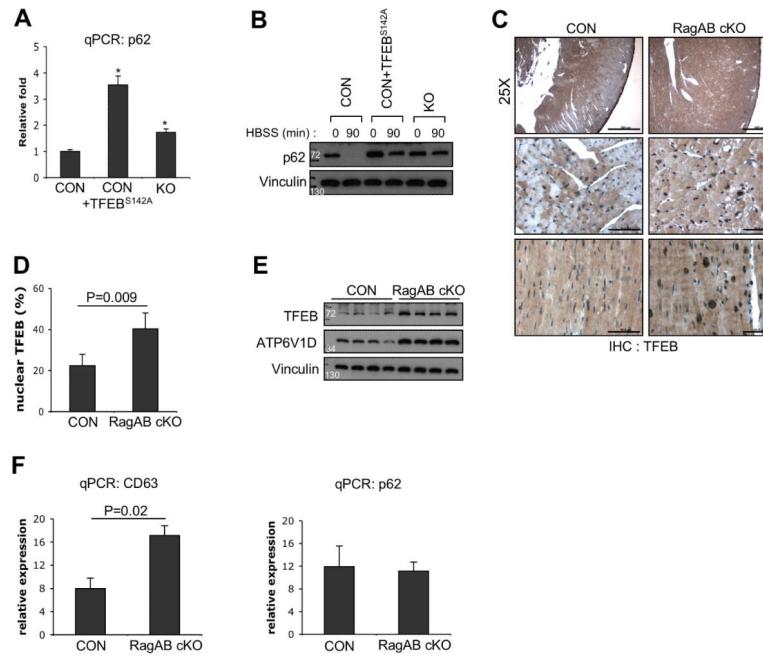 A
qPCR: p62
Relative fold
5
4
3
2
1
0
*
*
CON
CON
KO
+TFEB^S142A
B
CON
CON+TFEB^S142A
KO
HBSS (min) : 0 90 0 90 0 90
p62
72
Vinculin
130
C
CON
RagAB cKO
25X
IHC : TFEB
D
nuclear TFEB (%)
60
40
20
0
P=0.009
CON
RagAB cKO
E
CON
RagAB cKO
TFEB
72
ATP6V1D
34
Vinculin
130
F
qPCR: CD63
relative expression
20
16
12
8
4
P=0.02
CON
RagAB cKO
qPCR: p62
relative expression
20
16
12
8
4
0
CON
RagAB cKO